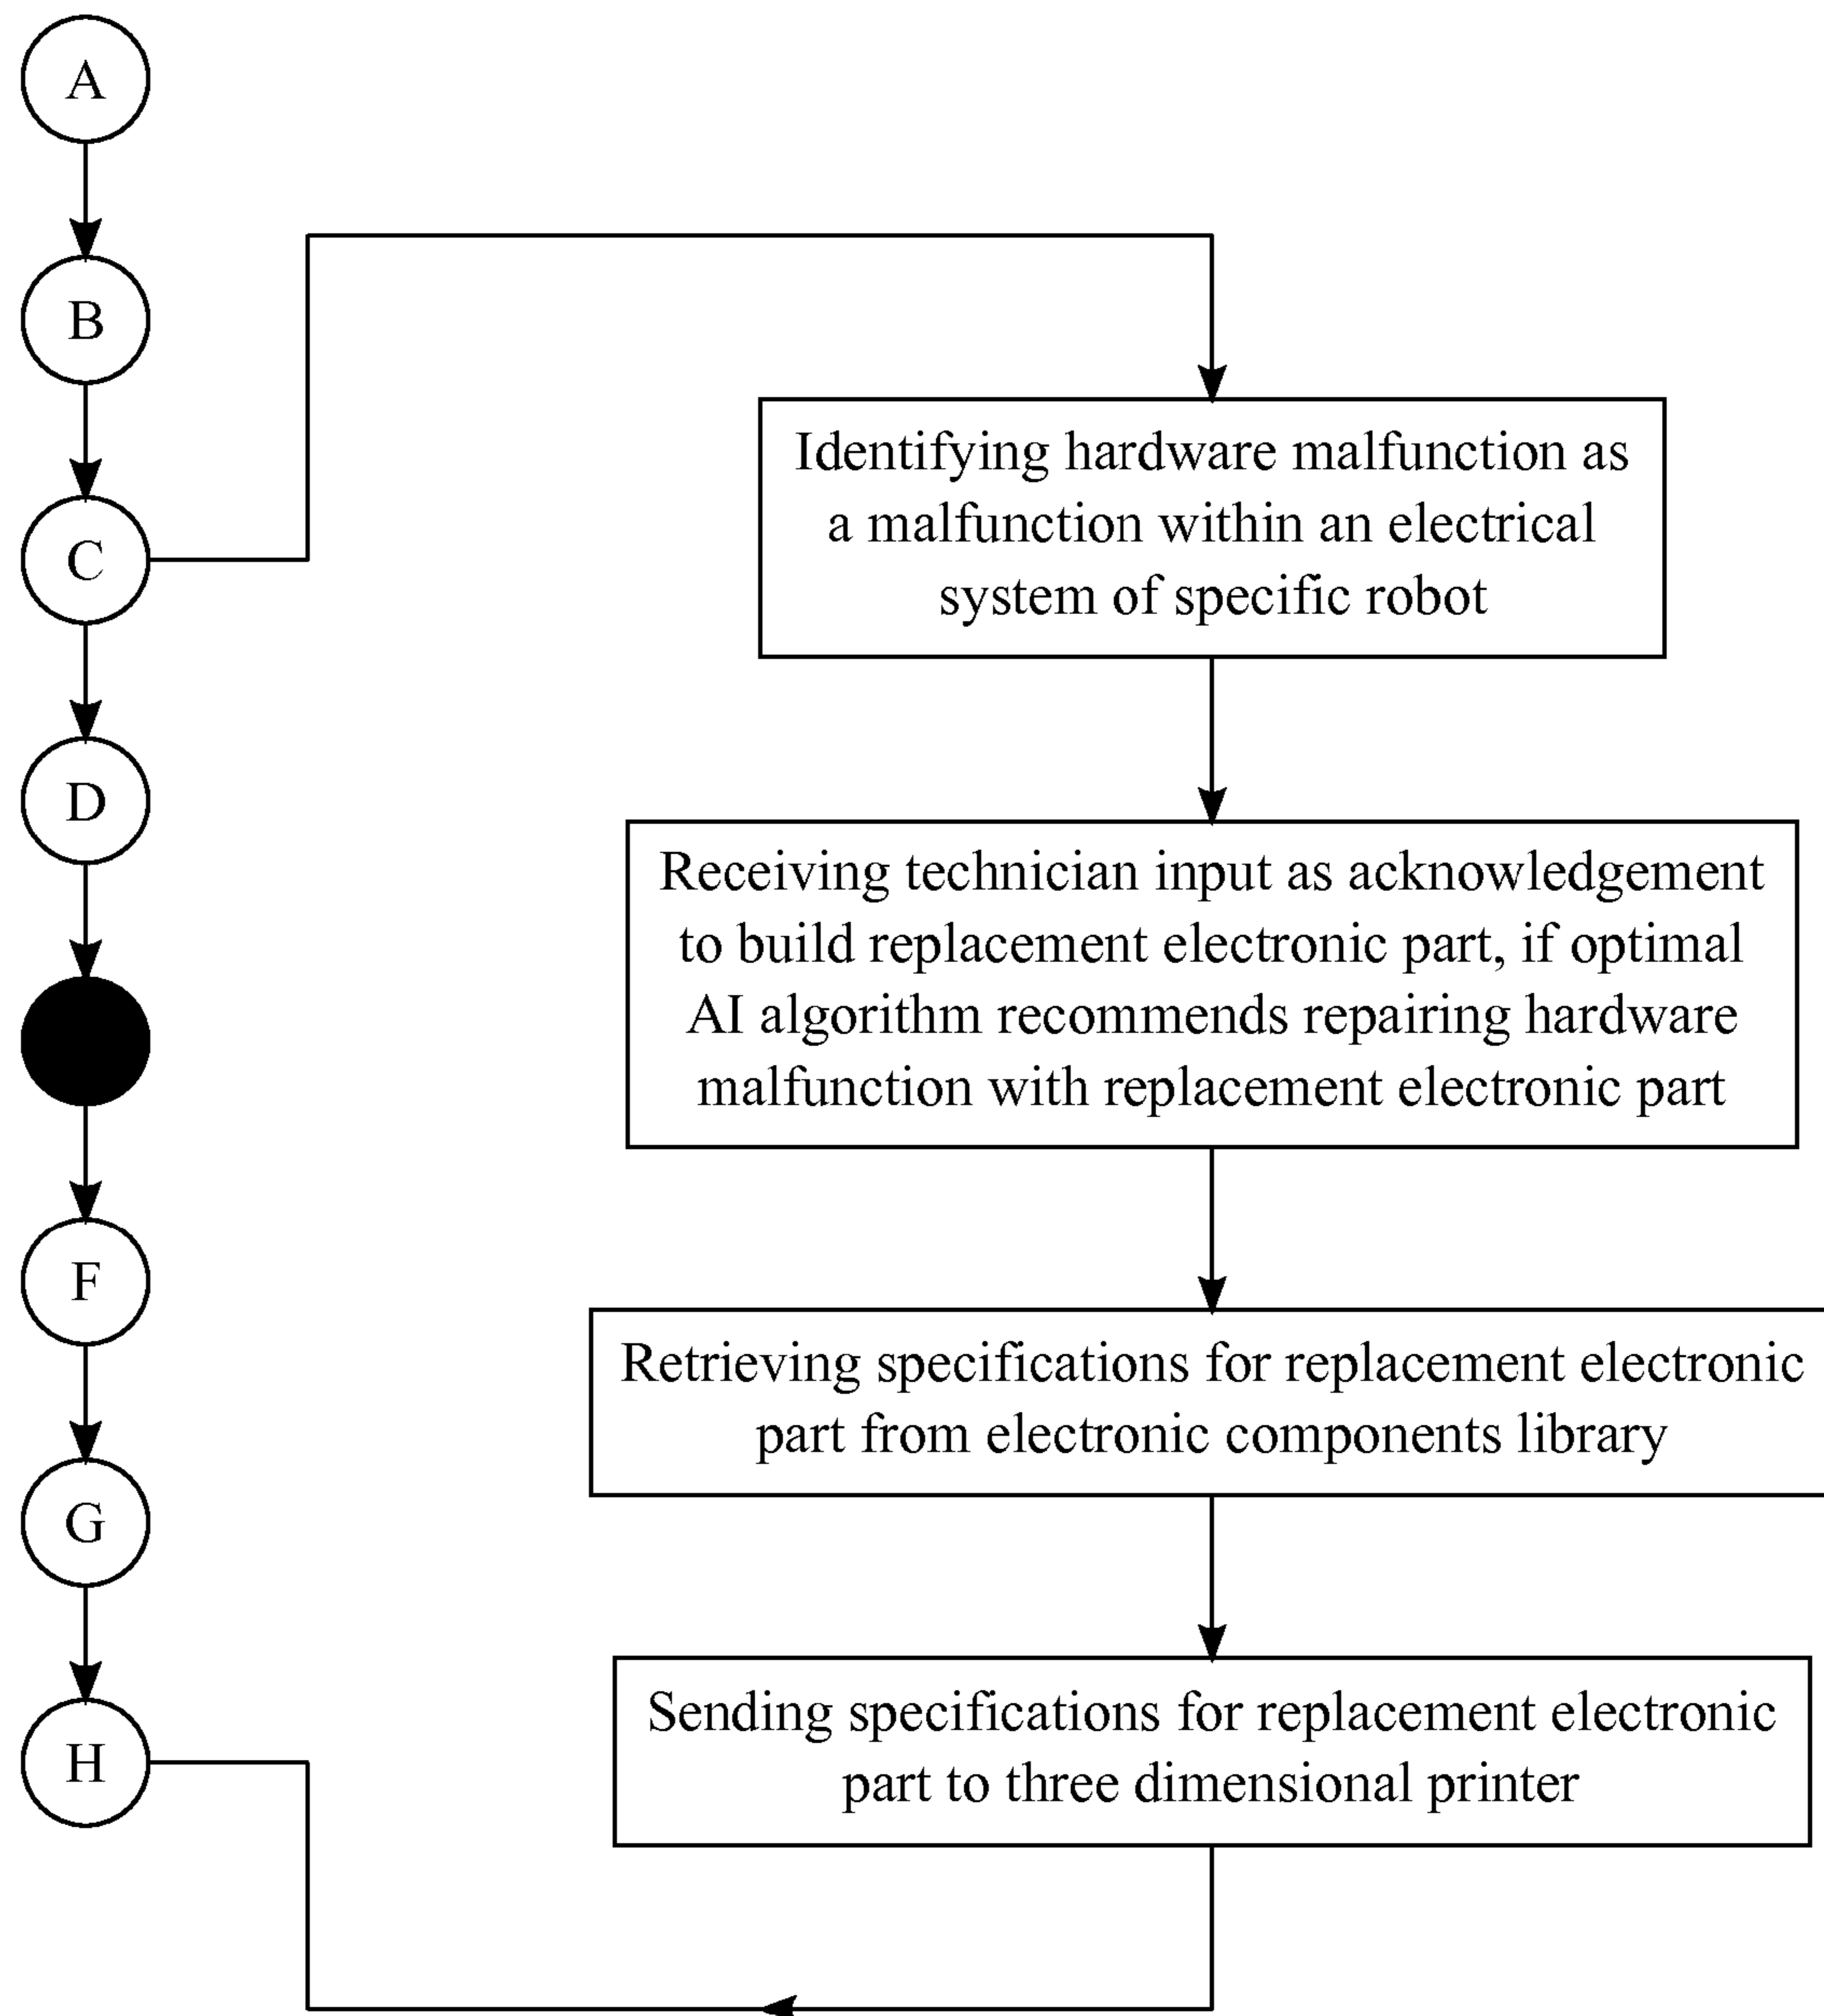 A
B
C
D
F
G
H
Identifying hardware malfunction as
a malfunction within an electrical
system of specific robot
Receiving technician input as acknowledgement
to build replacement electronic part, if optimal
AI algorithm recommends repairing hardware
malfunction with replacement electronic part
Retrieving specifications for replacement electronic
part from electronic components library
Sending specifications for replacement electronic
part to three dimensional printer